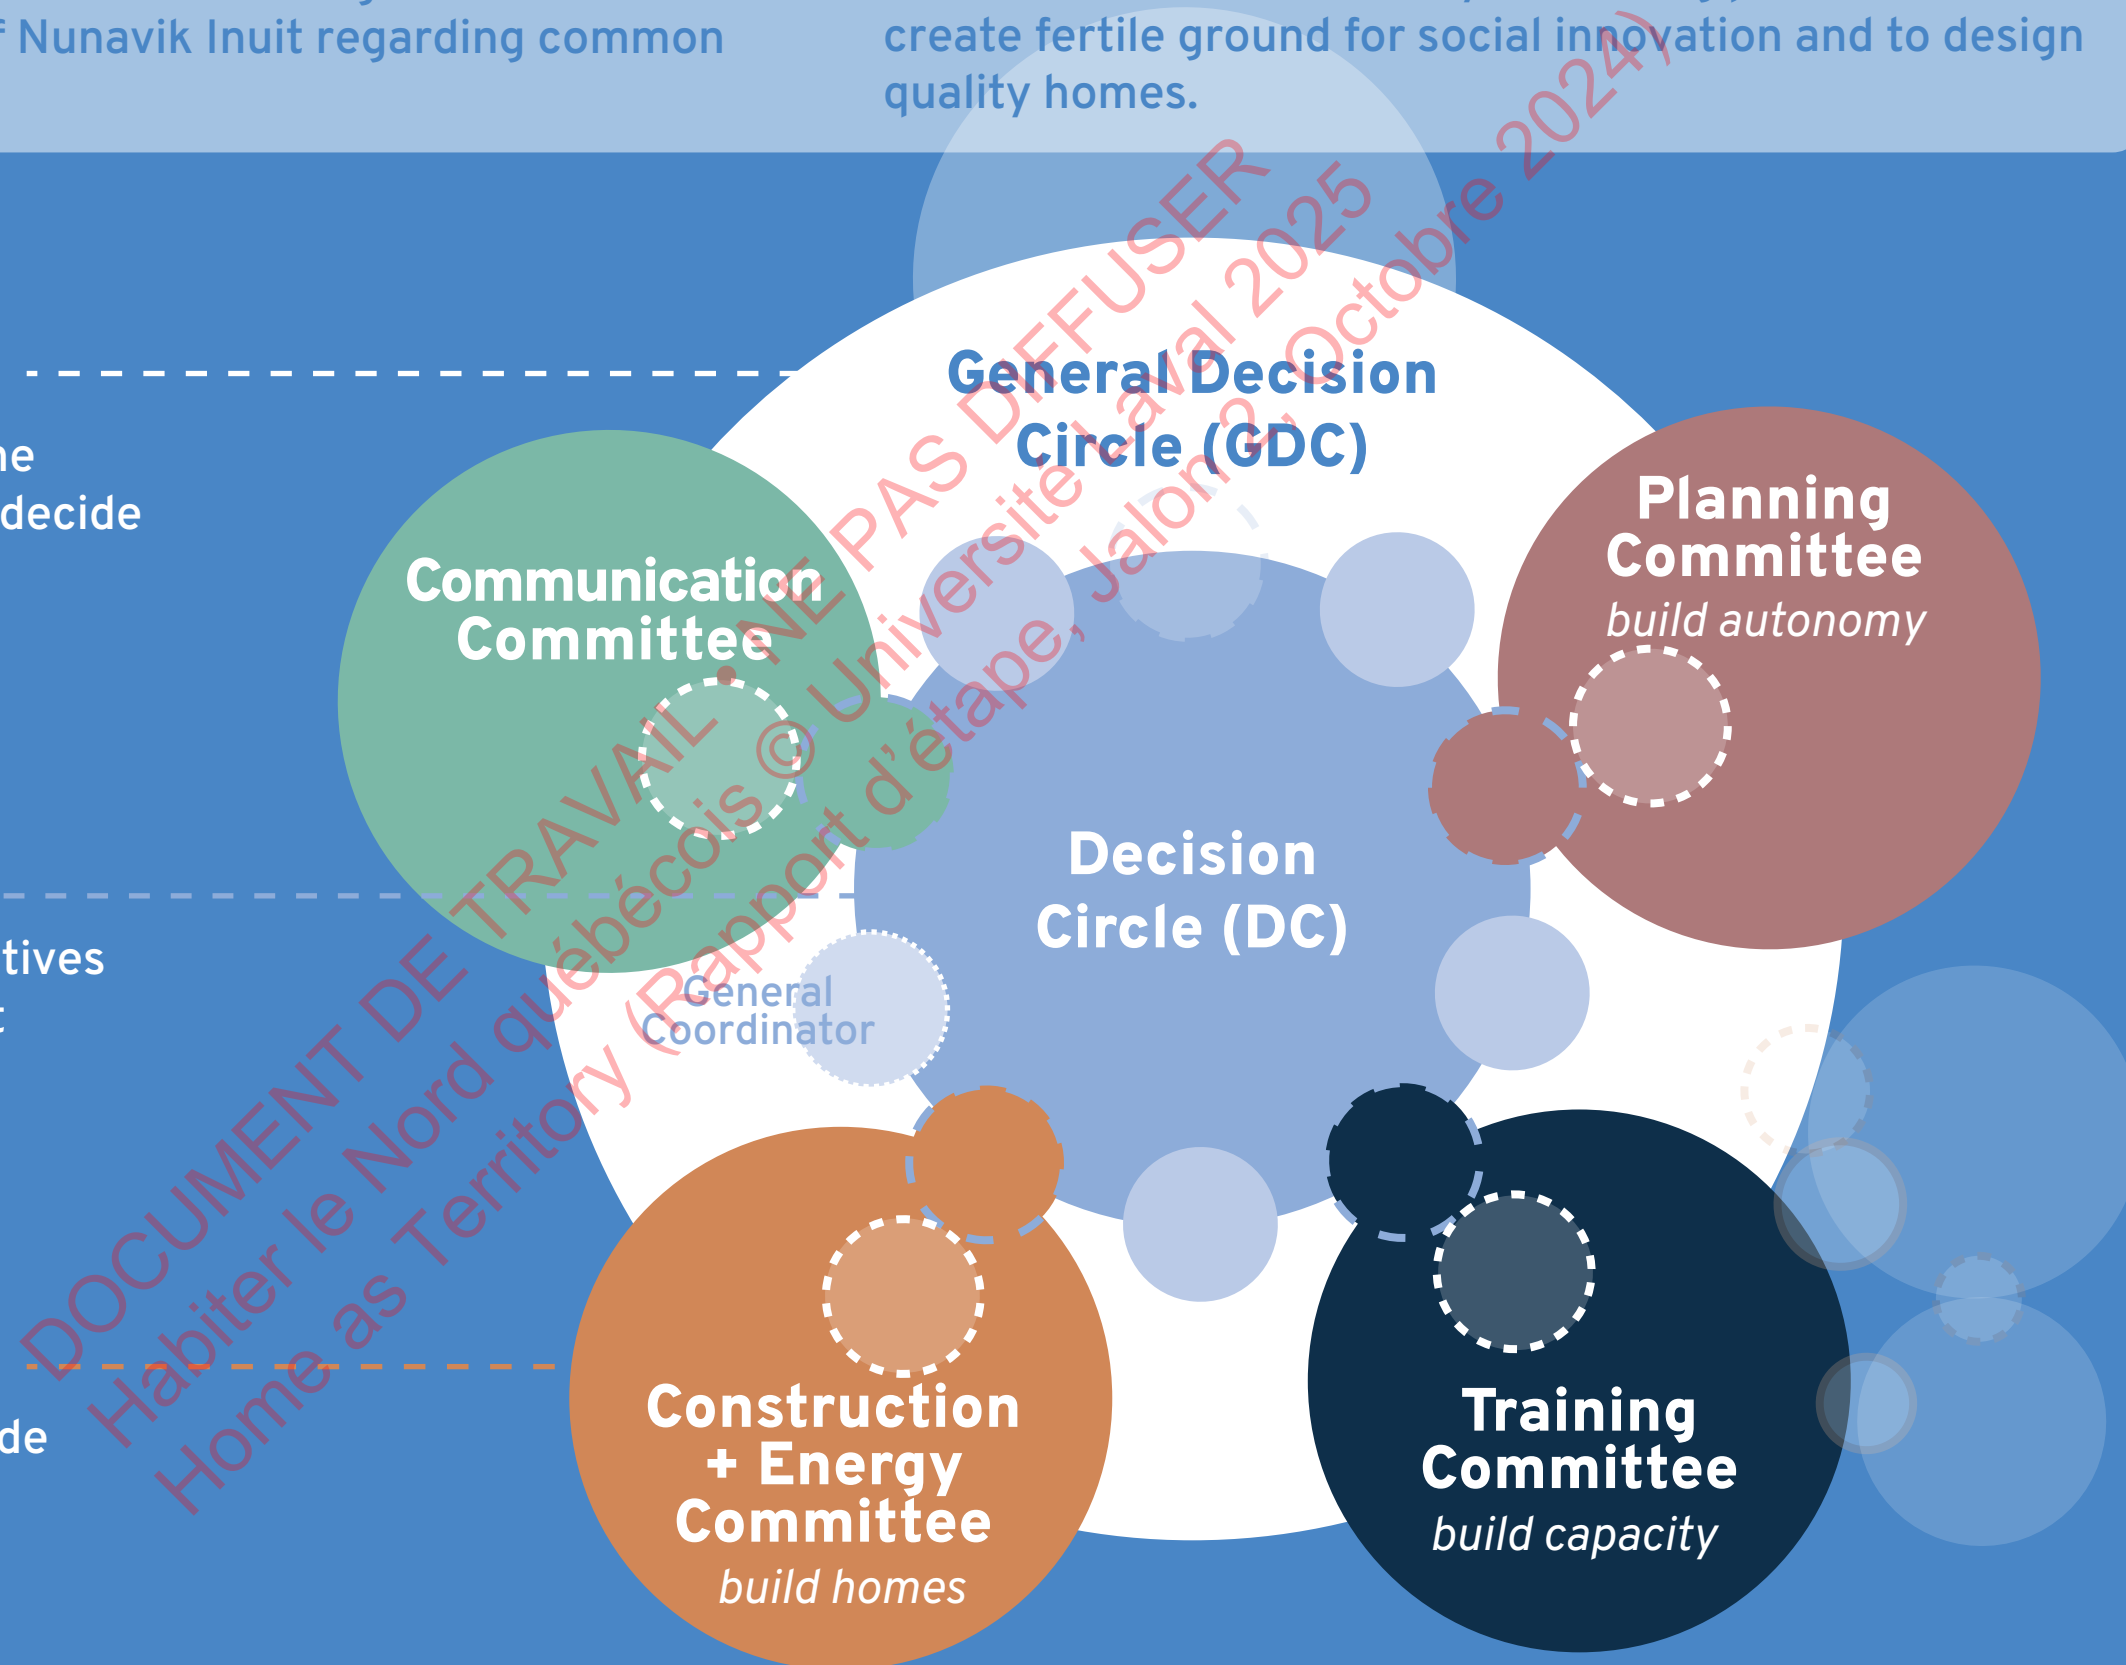 f Nunavik Inuit regarding common
create fertile ground for social innovation and to design
quality homes.
General Decision
Circle (GDC)
decide
Communication
Committee
Planning
Committee
build autonomy
Decision
Circle (DC)
tives
General
Coordinator
de
Construction
+ Energy
Committee
build homes
Training
Committee
build capacity
DOCUMENT DE TRAVAIL • NE PAS DIFFUSER
Habiter le Nord québécois © Université Laval 2025
Home as Territory (Rapport d'étape, Jalon 2, Octobre 2024)